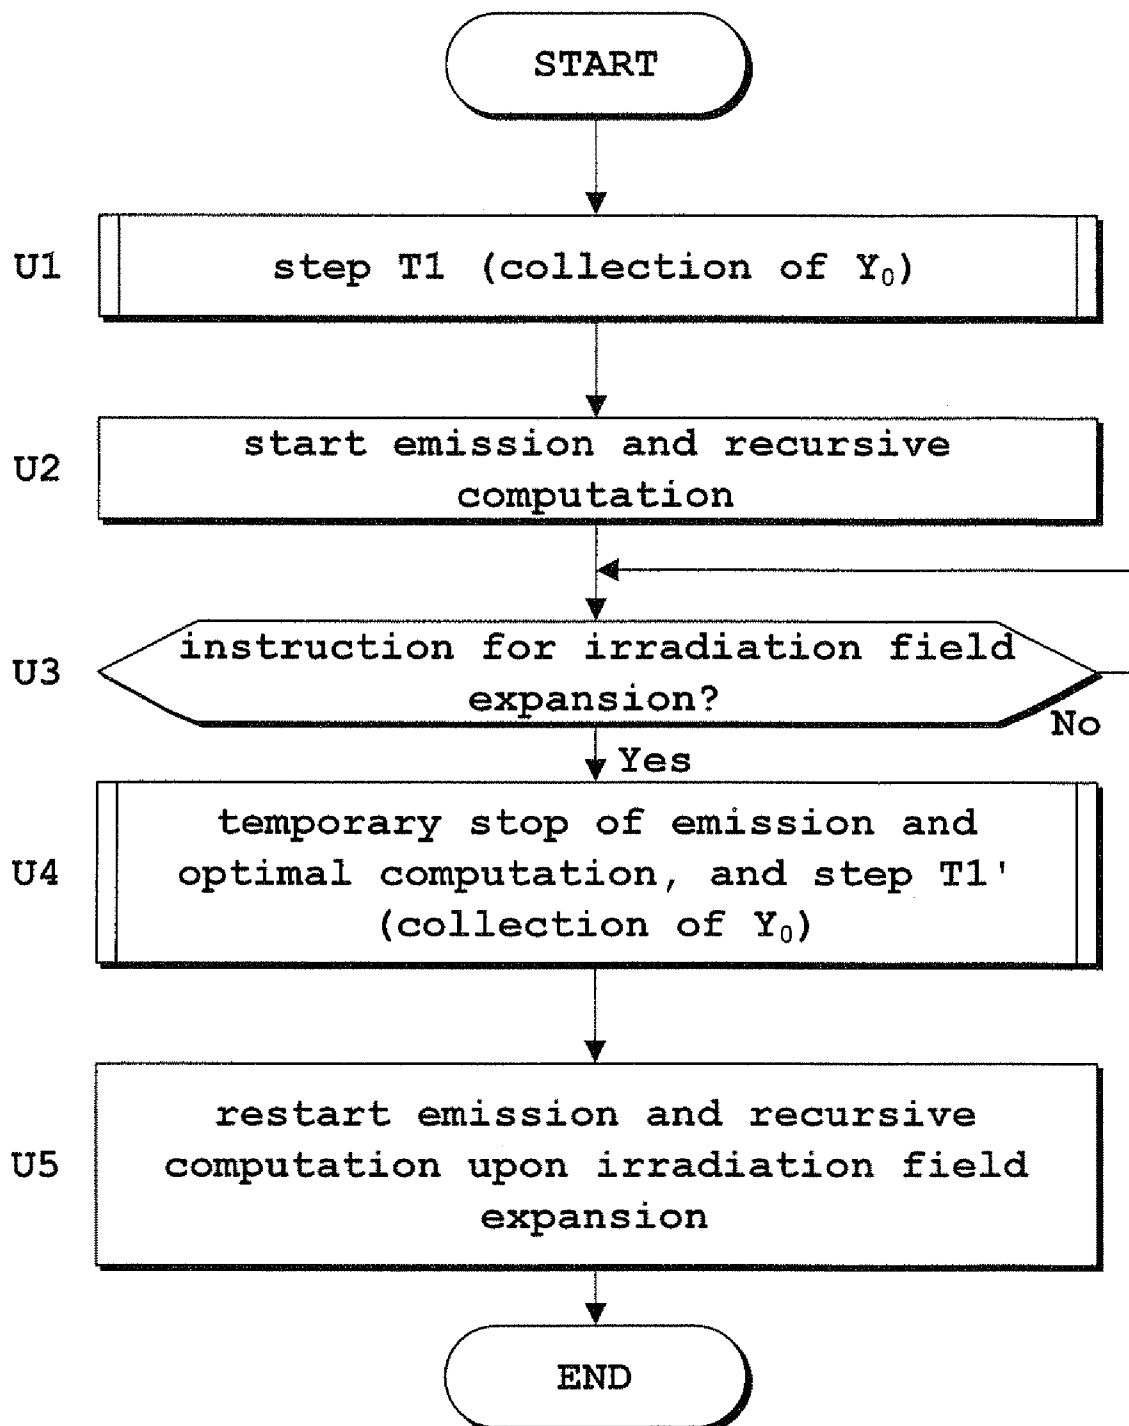 START
U1
step T1 (collection of Y₀)
U2
start emission and recursive
computation
U3
instruction for irradiation field
expansion?
No
Yes
U4
temporary stop of emission and
optimal computation, and step T1'
(collection of Y₀)
U5
restart emission and recursive
computation upon irradiation field
expansion
END